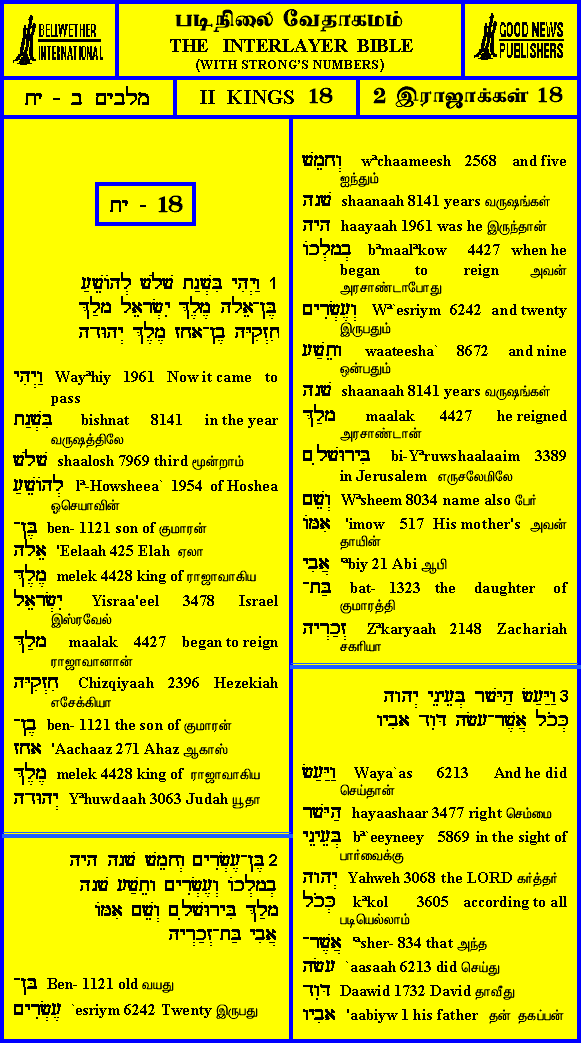 BELLWETHER
INTERNATIONAL
படிநிலை வேதாகமம்
THE INTERLAYER BIBLE
(WITH STRONG'S NUMBERS)
GOOD NEWS
PUBLISHERS
מלכים ב - יח
II KINGS 18
2 இராஜாக்கள் 18
יח - 18
1 וַיְהִי בִּשְׁנַת שָׁלֹשׁ לְהוֹשֵׁעַ
בֶּן־אֵלָה מֶלֶךְ יִשְׂרָאֵל מָלַךְ
חִזְקִיָּה בֶן־אָחָז מֶלֶךְ יְהוּדָה
וַיְהִי Wayªhiy 1961 Now it came to
pass
בִּשְׁנַת bishnat 8141 in the year
வருஷத்திலே
שָׁלֹשׁ shaalosh 7969 third மூன்றாம்
לְהוֹשֵׁעַ lª-Howsheea` 1954 of Hoshea
ஓசெயாவின்
בֶּן־ ben- 1121 son of குமாரன்
אֵלָה 'Eelaah 425 Elah ஏலா
מֶלֶךְ melek 4428 king of ராஜாவாகிய
יִשְׂרָאֵל Yisraa'eel 3478 Israel
இஸ்ரவேல்
מָלַךְ maalak 4427 began to reign
ராஜாவானான்
חִזְקִיָּה Chizqiyaah 2396 Hezekiah
எசேக்கியா
בֶן־ ben- 1121 the son of குமாரன்
אָחָז 'Aachaaz 271 Ahaz ஆகாஸ்
מֶלֶךְ melek 4428 king of ராஜாவாகிய
יְהוּדָה Yªhuwdaah 3063 Judah யூதா
2 בֶּן־עֶשְׂרִים וְחָמֵשׁ שָׁנָה הָיָה
בְמָלְכוֹ וְעֶשְׂרִים וָתֵשַׁע שָׁנָה
מָלַךְ בִּירוּשָׁלִָם וְשֵׁם אִמּוֹ
אֲבִי בַּת־זְכַרְיָה
בֶּן־ Ben- 1121 old வயது
עֶשְׂרִים `esriym 6242 Twenty இருபது
וְחָמֵשׁ wªchaameesh 2568 and five
ஐந்தும்
שָׁנָה shaanaah 8141 years வருஷங்கள்
הָיָה haayaah 1961 was he இருந்தான்
בְמָלְכוֹ bªmaalªkow 4427 when he
began to reign அவன்
அரசாண்டாபோது
וְעֶשְׂרִים Wª`esriym 6242 and twenty
இருபதும்
וָתֵשַׁע waateesha` 8672 and nine
ஒன்பதும்
שָׁנָה shaanaah 8141 years வருஷங்கள்
מָלַךְ maalak 4427 he reigned
அரசாண்டான்
בִּירוּשָׁלִָם bi-Yªruwshaalaaim 3389
in Jerusalem எருசலேமிலே
וְשֵׁם Wªsheem 8034 name also பேர்
אִמּוֹ 'imow 517 His mother's அவன்
தாயின்
אֲבִי 'ªbiy 21 Abi ஆபி
בַּת־ bat- 1323 the daughter of
குமாரத்தி
זְכַרְיָה Zªkaryaah 2148 Zachariah
சகரியா
3 וַיַּעַשׂ הַיָּשָׁר בְּעֵינֵי יְהוָה
כְּכֹל אֲשֶׁר־עָשָׂה דָּוִד אָבִיו
וַיַּעַשׂ Waya`as 6213 And he did
செய்தான்
הַיָּשָׁר hayaashaar 3477 right செம்மை
בְּעֵינֵי bª`eeyneey 5869 in the sight of
பார்வைக்கு
יְהוָה Yahweh 3068 the LORD கர்த்தர்
כְּכֹל kªkol 3605 according to all
படியெல்லாம்
אֲשֶׁר־ 'ªsher- 834 that அந்த
עָשָׂה `aasaah 6213 did செய்து
דָּוִד Daawid 1732 David தாவீது
אָבִיו 'aabiyw 1 his father தன் தகப்பன்